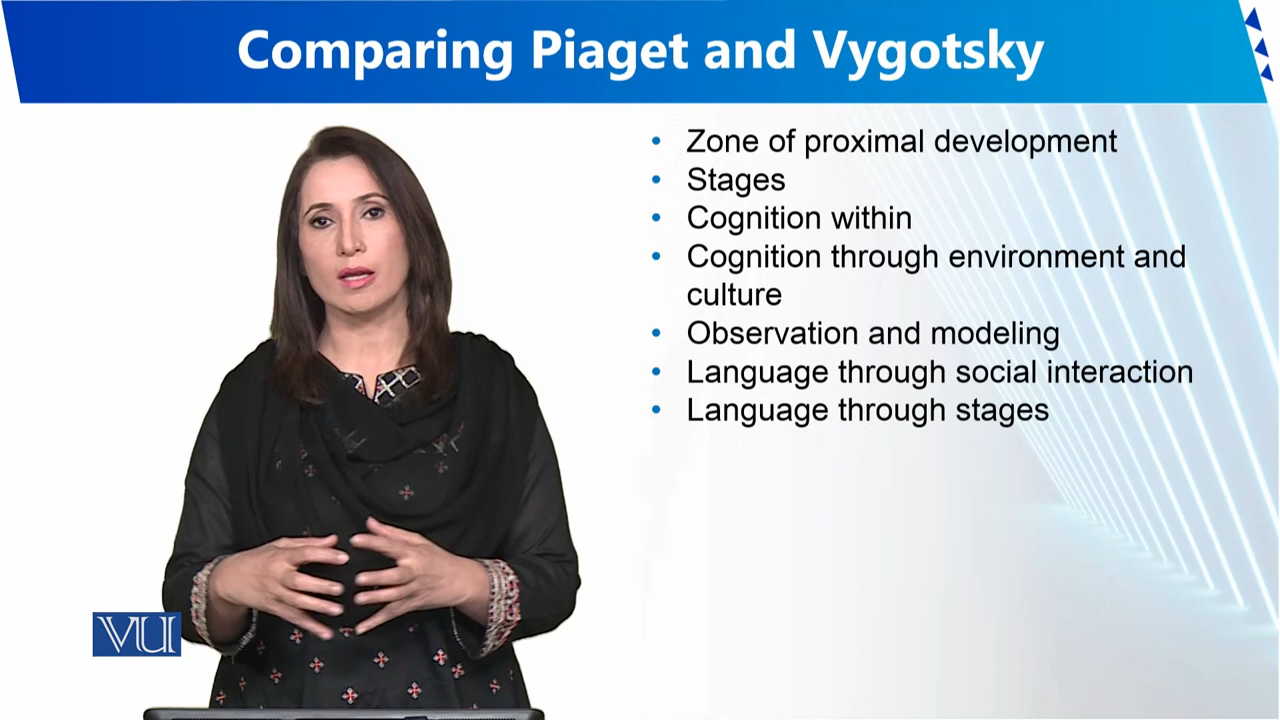 Comparing Piaget and Vygotsky
• Zone of proximal development
• Stages
• Cognition within
• Cognition through environment and
culture
• Observation and modeling
• Language through social interaction
• Language through stages
VU